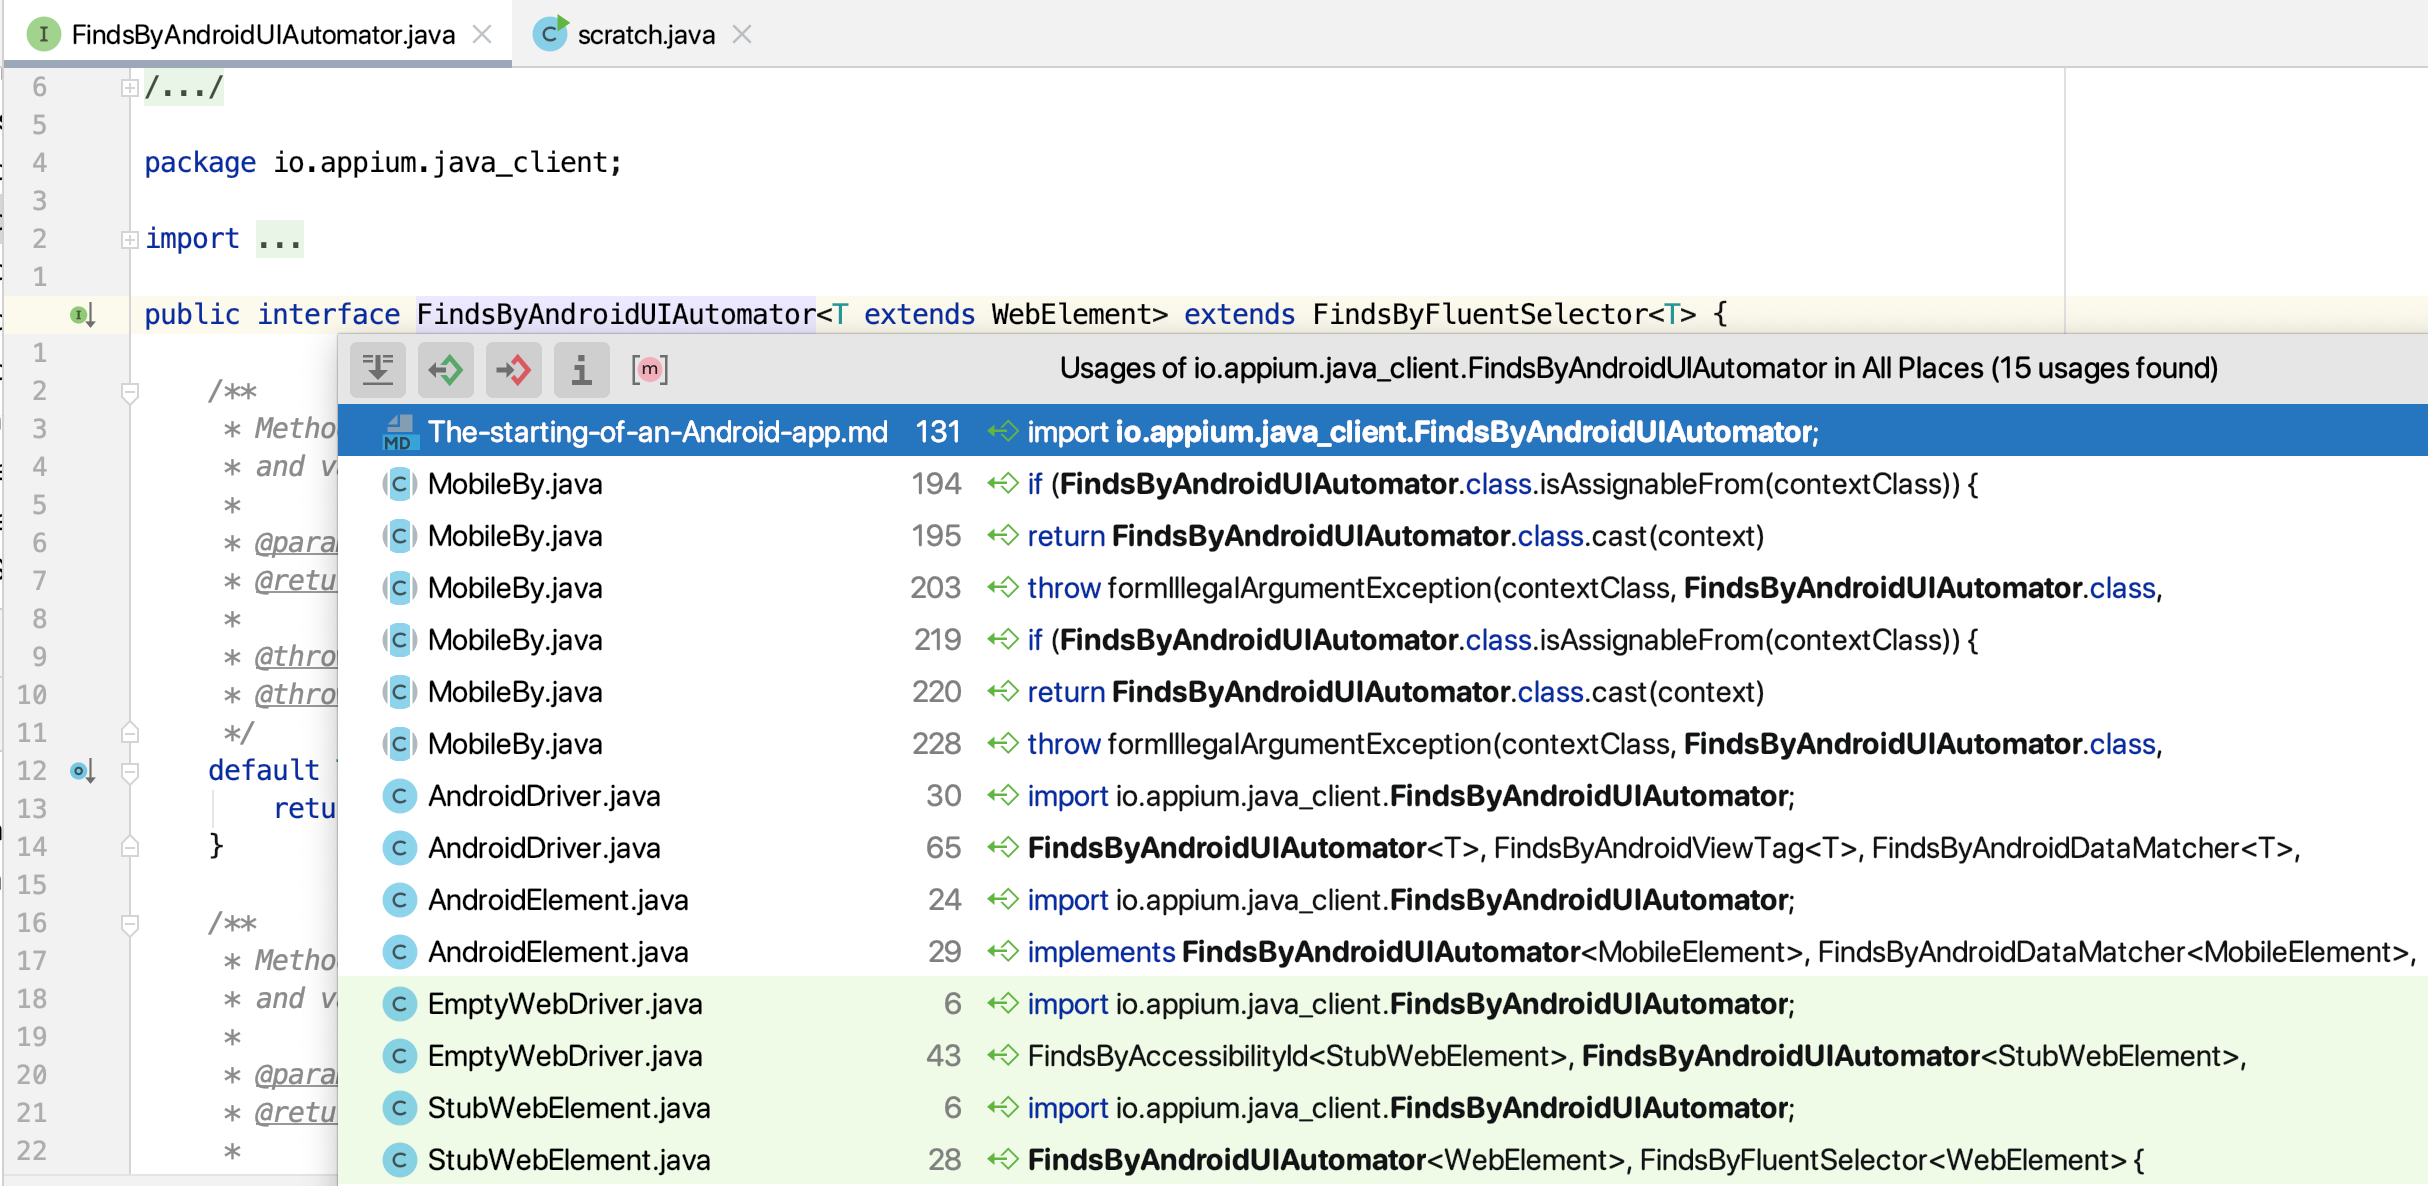 FindsByAndroidUIAutomator.java scratch.java
6 /.../
5
4 package io.appium.java_client;
3
2 import ...
1
public interface FindsByAndroidUIAutomator<T extends WebElement> extends FindsByFluentSelector<T> {
1
Usages of io.appium.java_client.FindsByAndroidUIAutomator in All Places (15 usages found)
2 /**
3 * Metho
The-starting-of-an-Android-app.md 131 import io.appium.java_client.FindsByAndroidUIAutomator;
4 * and v
MobileBy.java 194 if (FindsByAndroidUIAutomator.class.isAssignableFrom(contextClass)) {
5 *
MobileBy.java 195 return FindsByAndroidUIAutomator.class.cast(context)
6 * @para
7 * @retu
MobileBy.java 203 throw formIllegalArgumentException(contextClass, FindsByAndroidUIAutomator.class,
8 *
MobileBy.java 219 if (FindsByAndroidUIAutomator.class.isAssignableFrom(contextClass)) {
9 * @thro
10 * @thro
MobileBy.java 220 return FindsByAndroidUIAutomator.class.cast(context)
11 */
MobileBy.java 228 throw formIllegalArgumentException(contextClass, FindsByAndroidUIAutomator.class,
12 default
AndroidDriver.java 30 import io.appium.java_client.FindsByAndroidUIAutomator;
13 retu
14 }
AndroidDriver.java 65 FindsByAndroidUIAutomator<T>, FindsByAndroidViewTag<T>, FindsByAndroidDataMatcher<T>,
15
AndroidElement.java 24 import io.appium.java_client.FindsByAndroidUIAutomator;
16 /**
AndroidElement.java 29 implements FindsByAndroidUIAutomator<MobileElement>, FindsByAndroidDataMatcher<MobileElement>,
17 * Metho
18 * and v
EmptyWebDriver.java 6 import io.appium.java_client.FindsByAndroidUIAutomator;
19 *
EmptyWebDriver.java 43 FindsByAccessibilityId<StubWebElement>, FindsByAndroidUIAutomator<StubWebElement>,
20 * @para
21 * @retu
StubWebElement.java 6 import io.appium.java_client.FindsByAndroidUIAutomator;
22 *
StubWebElement.java 28 FindsByAndroidUIAutomator<WebElement>, FindsByFluentSelector<WebElement> {